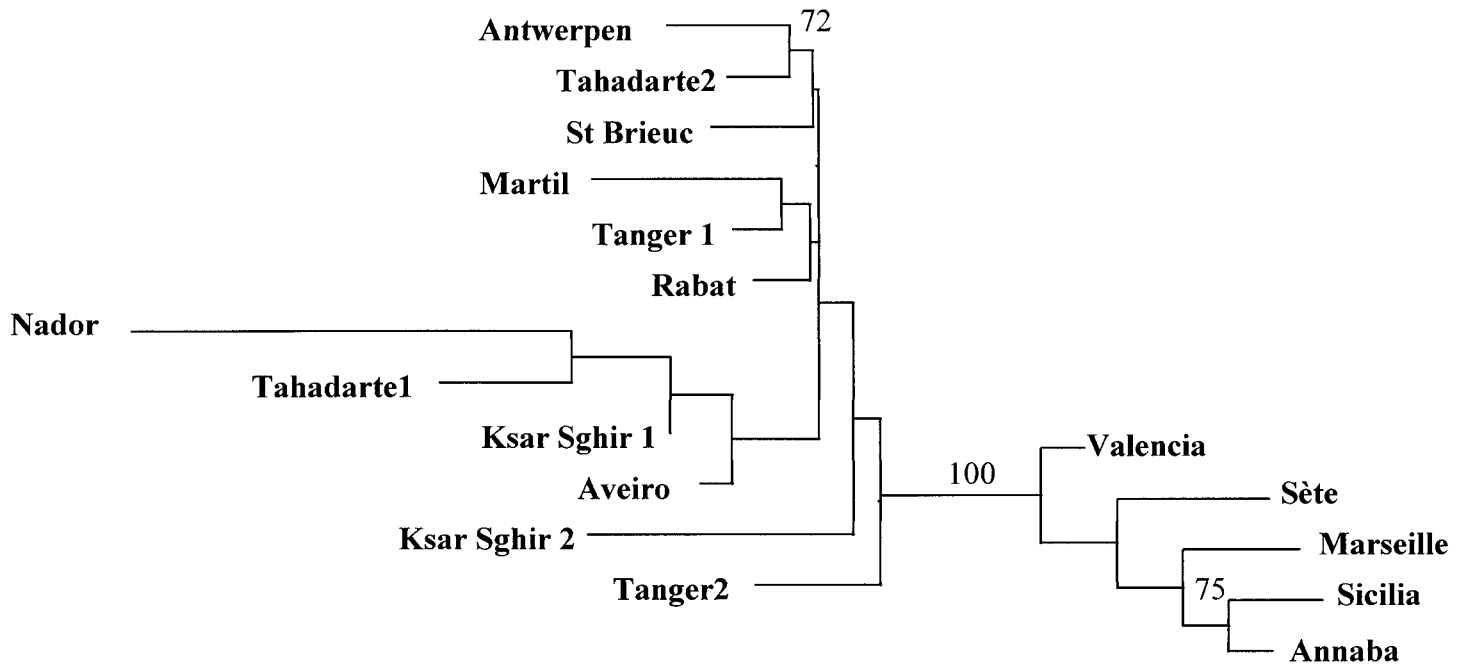 Antwerpen
72
Tahadarte2
St Brieuc
Martil
Tanger 1
Rabat
Nador
Tahadarte1
Ksar Sghir 1
Aveiro
Ksar Sghir 2
Tanger2
100
Valencia
Sète
Marseille
75
Sicilia
Annaba